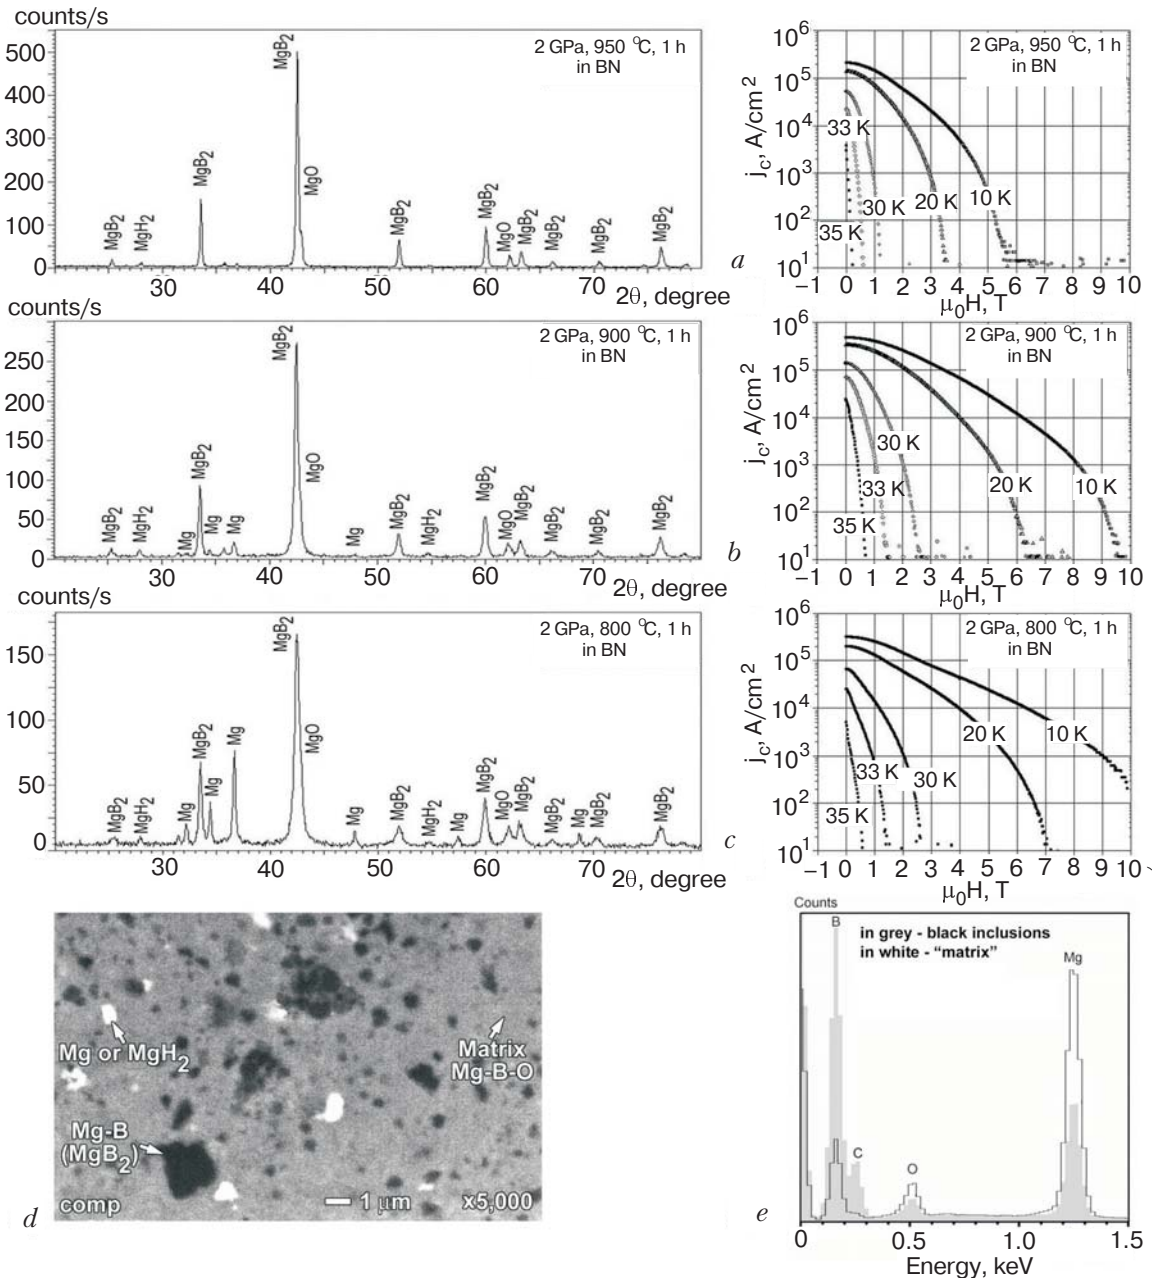 counts/s
500
400
300
200
100
0
2 GPa, 950 °C, 1 h
in BN
MgB2
MgH2
MgB2
MgB2
MgO
MgB2
MgB2
MgO
MgB2
MgB2
MgB2
MgB2
30
40
50
60
70
2θ, degree
a
10^6
10^5
10^4
10^3
10^2
10^1
jc, A/cm^2
2 GPa, 950 °C, 1 h
in BN
33 K
30 K
20 K
10 K
35 K
−1 0 1 2 3 4 5 6 7 8 9 10
μ0H, T
counts/s
250
200
150
100
50
0
2 GPa, 900 °C, 1 h
in BN
MgB2
MgH2
Mg
MgB2
Mg
Mg
MgB2
MgO
Mg
MgB2
MgH2
MgB2
MgO
MgB2
MgB2
MgB2
MgB2
30
40
50
60
70
2θ, degree
b
10^6
10^5
10^4
10^3
10^2
10^1
jc, A/cm^2
2 GPa, 900 °C, 1 h
in BN
30 K
33 K
20 K
10 K
35 K
−1 0 1 2 3 4 5 6 7 8 9 10
μ0H, T
counts/s
150
100
50
0
2 GPa, 800 °C, 1 h
in BN
MgB2
MgH2
Mg
MgB2
Mg
Mg
MgB2
MgO
Mg
MgB2
MgH2
Mg
MgB2
MgO
MgB2
MgB2
Mg
MgB2
MgB2
30
40
50
60
70
2θ, degree
c
10^6
10^5
10^4
10^3
10^2
10^1
jc, A/cm^2
2 GPa, 800 °C, 1 h
in BN
20 K
10 K
33 K
30 K
35 K
−1 0 1 2 3 4 5 6 7 8 9 10
μ0H, T
Mg or MgH2
Matrix
Mg-B-O
Mg-B
(MgB2)
comp
1 μm
x5,000
d
Counts
B
in grey - black inclusions
in white - “matrix”
Mg
C
O
e
0
0.5
1.0
1.5
Energy, keV